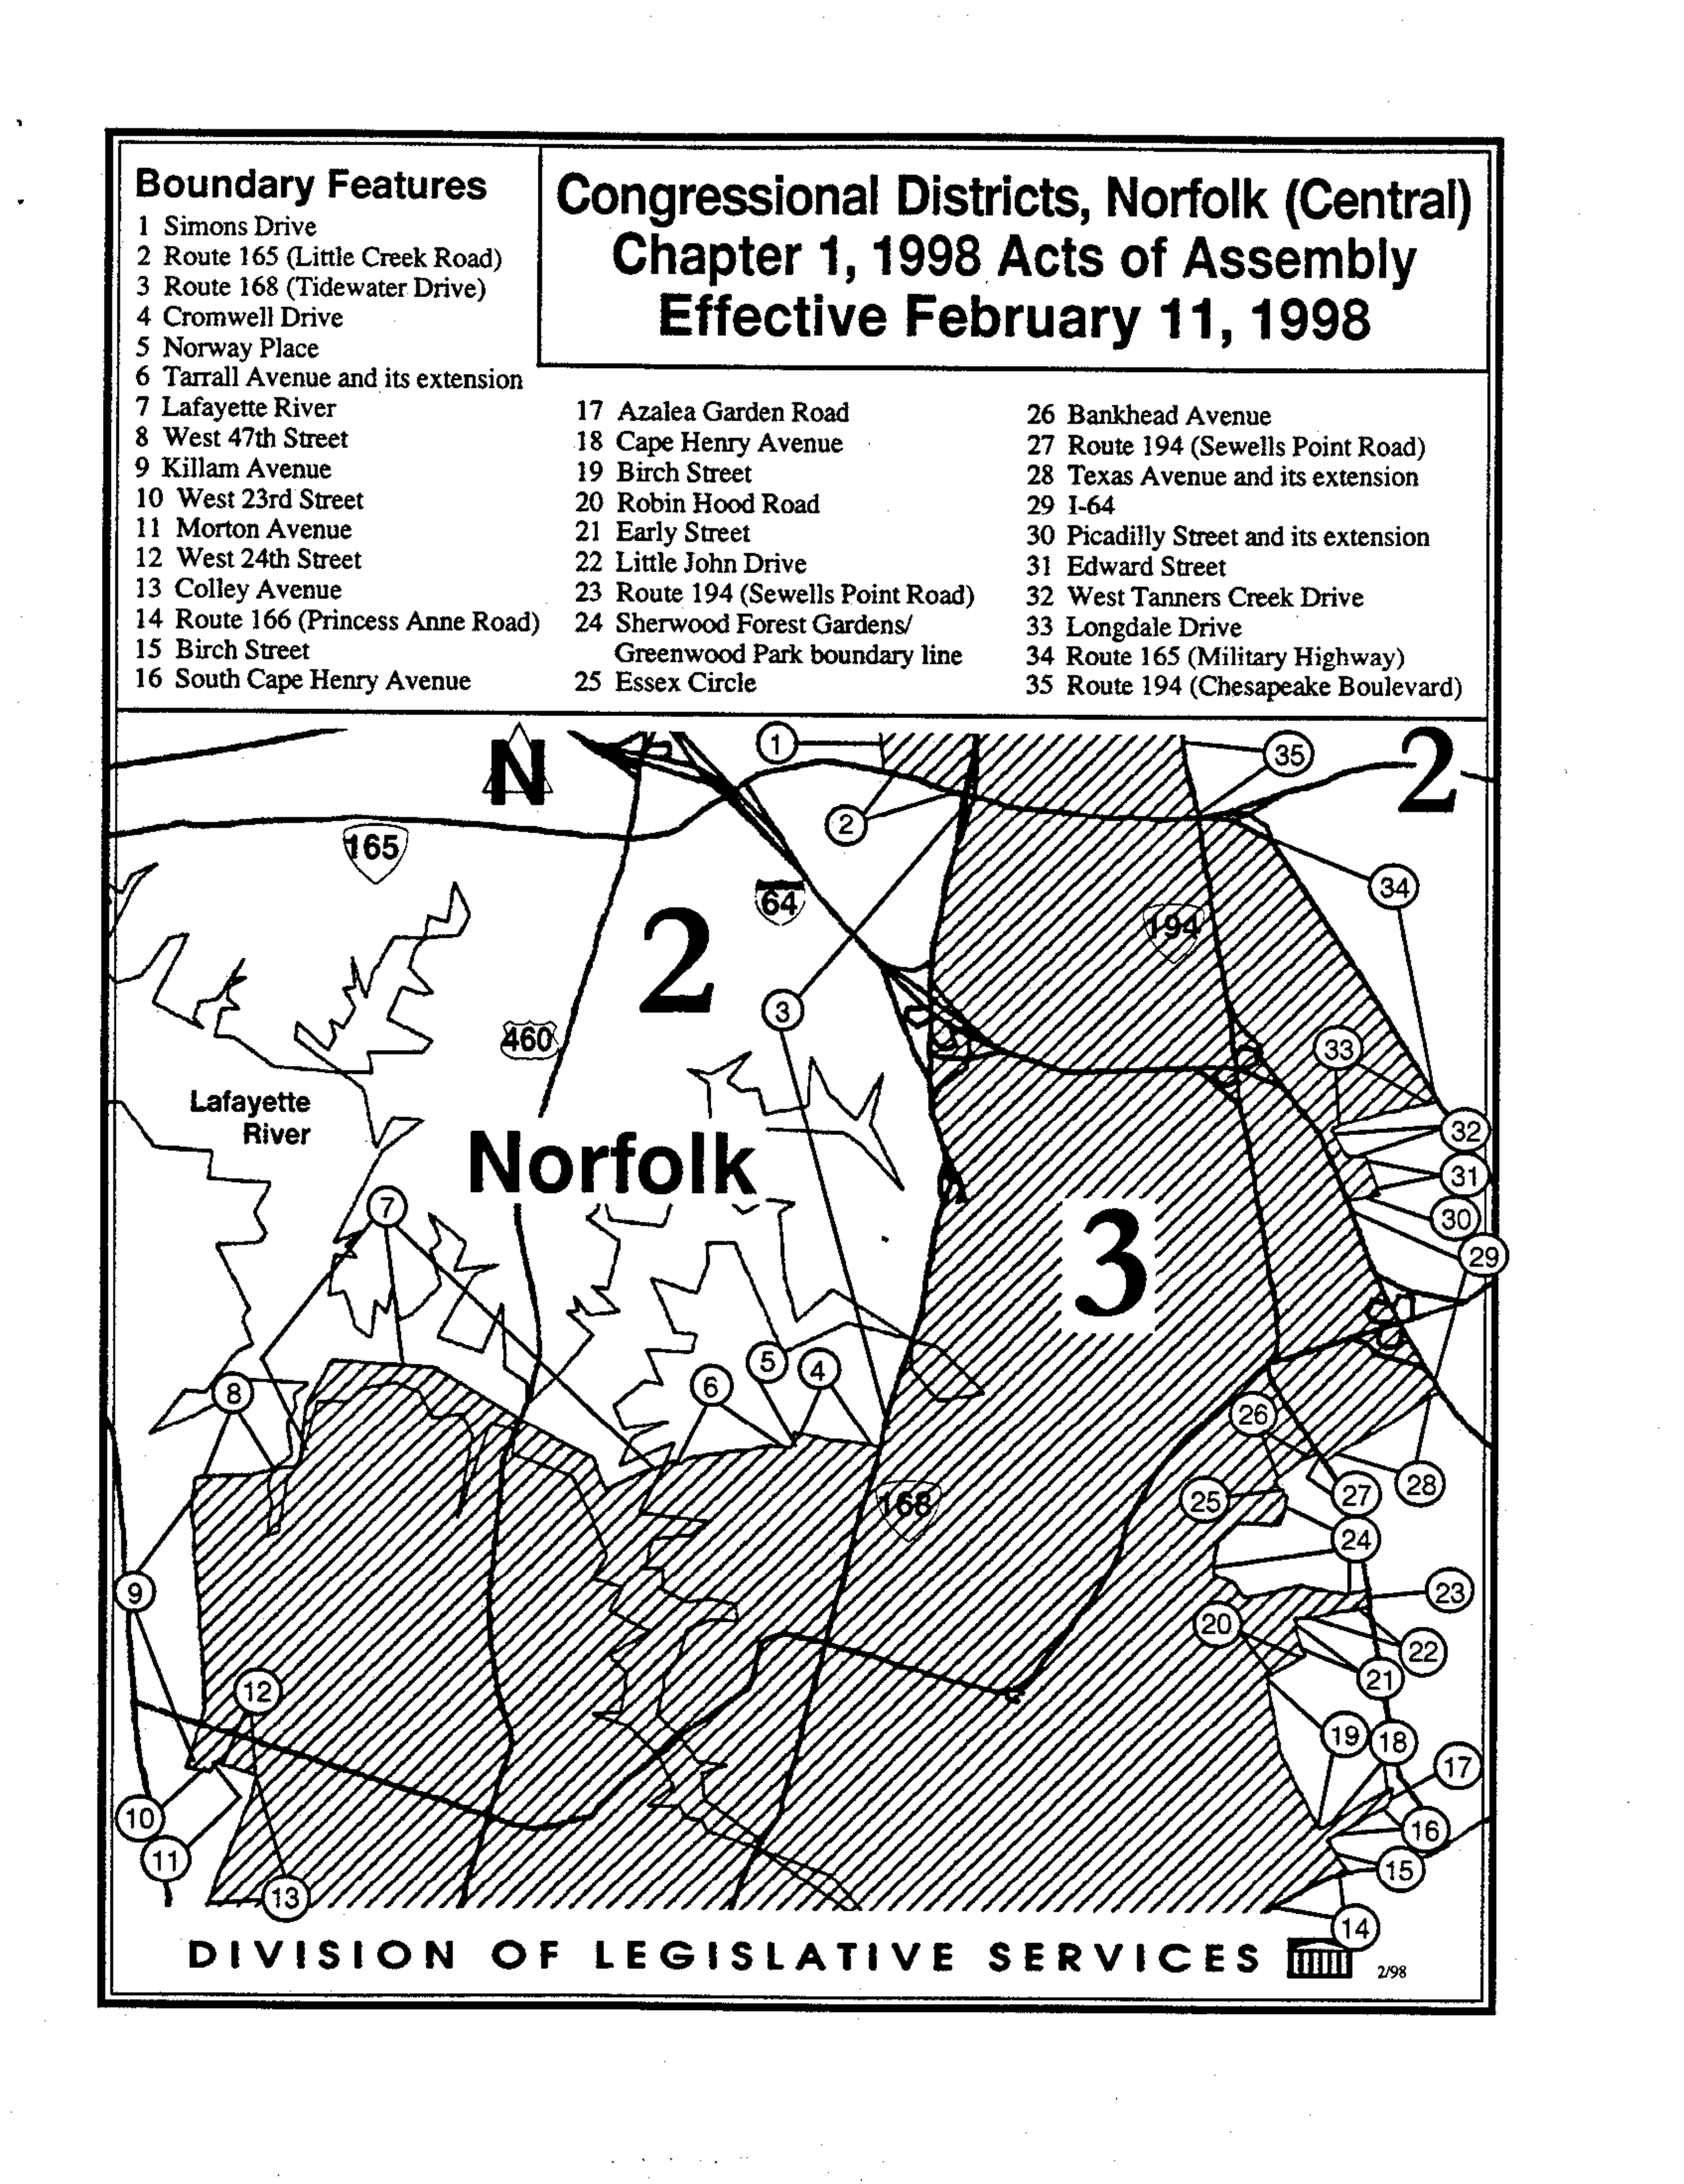 Boundary Features
1 Simons Drive
2 Route 165 (Little Creek Road)
3 Route 168 (Tidewater Drive)
4 Cromwell Drive
5 Norway Place
6 Tarrall Avenue and its extension
7 Lafayette River
8 West 47th Street
9 Killam Avenue
10 West 23rd Street
11 Morton Avenue
12 West 24th Street
13 Colley Avenue
14 Route 166 (Princess Anne Road)
15 Birch Street
16 South Cape Henry Avenue
Congressional Districts, Norfolk (Central)
Chapter 1, 1998 Acts of Assembly
Effective February 11, 1998
17 Azalea Garden Road
18 Cape Henry Avenue
19 Birch Street
20 Robin Hood Road
21 Early Street
22 Little John Drive
23 Route 194 (Sewells Point Road)
24 Sherwood Forest Gardens/
Greenwood Park boundary line
25 Essex Circle
26 Bankhead Avenue
27 Route 194 (Sewells Point Road)
28 Texas Avenue and its extension
29 I-64
30 Picadilly Street and its extension
31 Edward Street
32 West Tanners Creek Drive
33 Longdale Drive
34 Route 165 (Military Highway)
35 Route 194 (Chesapeake Boulevard)
N
1
35
2
2
165
34
64
194
2
3
460
33
Lafayette
River
32
Norfolk
31
7
30
3
29
5
4
6
8
26
28
27
25
168
24
9
23
20
22
21
12
19
18
17
10
16
11
15
13
14
DIVISION OF LEGISLATIVE SERVICES
2/98